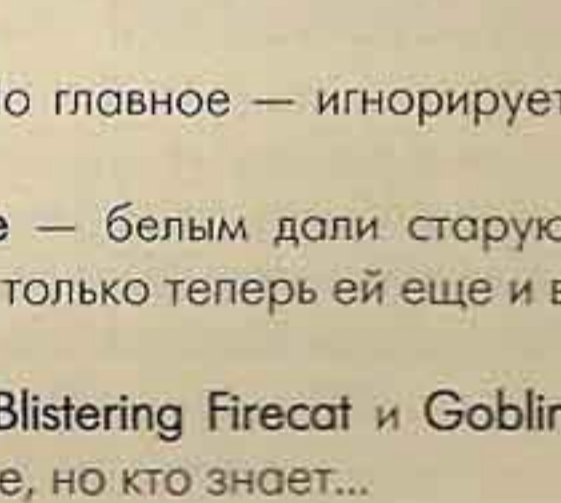 о главное — игнорирует
е — белым дали старую
только теперь ей еще и в
Blistering Firecat и Goblin
е, но кто знает...